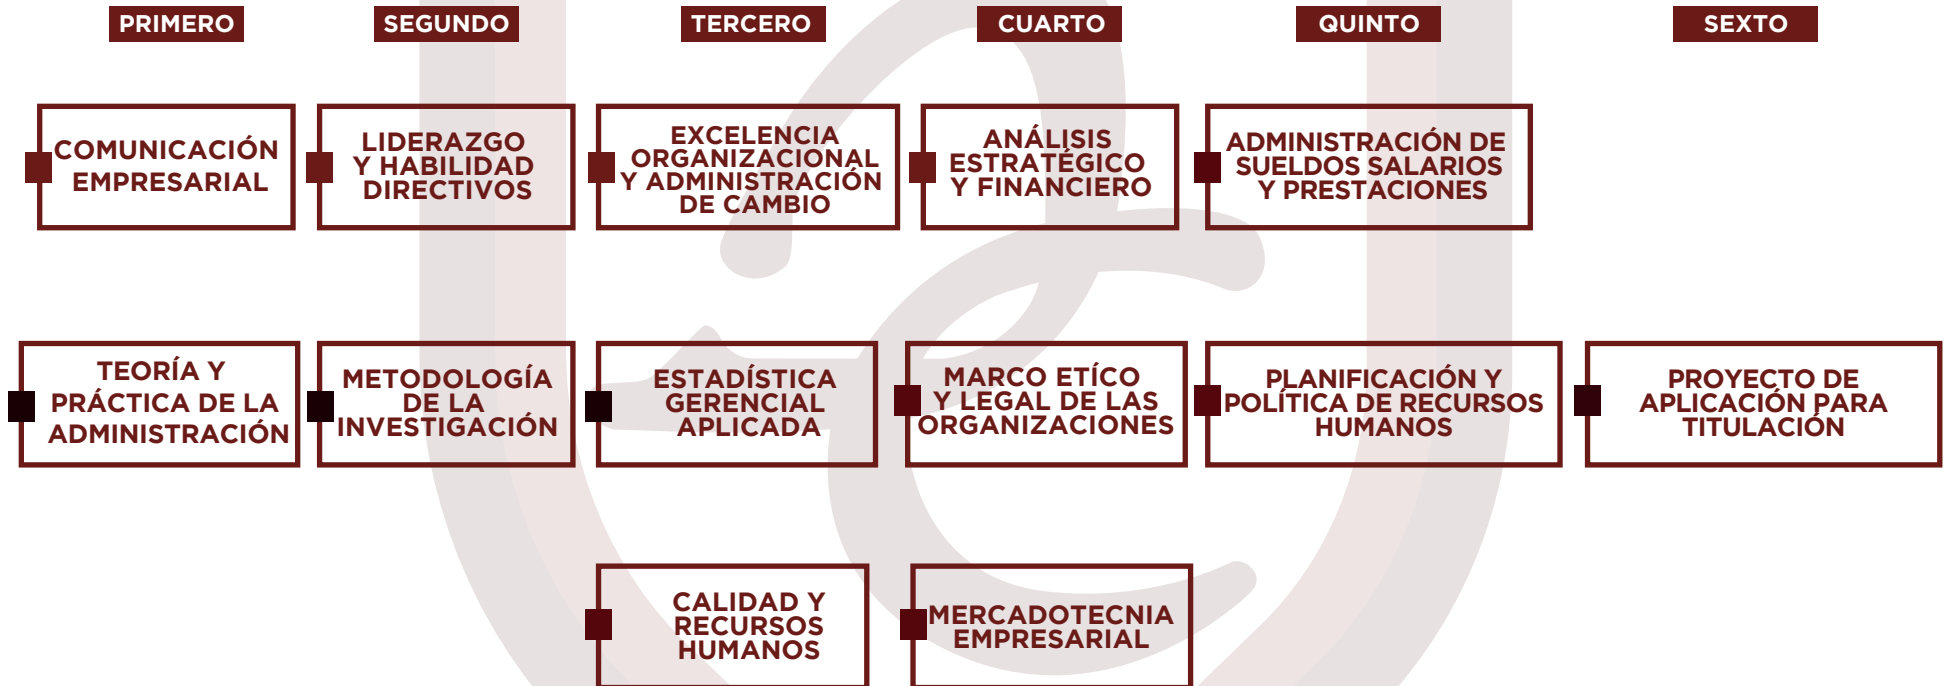 PRIMERO
SEGUNDO
TERCERO
CUARTO
QUINTO
SEXTO
COMUNICACIÓN
EMPRESARIAL
LIDERAZGO
Y HABILIDAD
DIRECTIVOS
EXCELENCIA
ORGANIZACIONAL
Y ADMINISTRACIÓN
DE CAMBIO
ANÁLISIS
ESTRATÉGICO
Y FINANCIERO
ADMINISTRACIÓN DE
SUELDOS SALARIOS
Y PRESTACIONES
TEORÍA Y
PRÁCTICA DE LA
ADMINISTRACIÓN
METODOLOGÍA
DE LA
INVESTIGACIÓN
ESTADÍSTICA
GERENCIAL
APLICADA
MARCO ETÍCO
Y LEGAL DE LAS
ORGANIZACIONES
PLANIFICACIÓN Y
POLÍTICA DE RECURSOS
HUMANOS
PROYECTO DE
APLICACIÓN PARA
TITULACIÓN
CALIDAD Y
RECURSOS
HUMANOS
MERCADOTECNIA
EMPRESARIAL